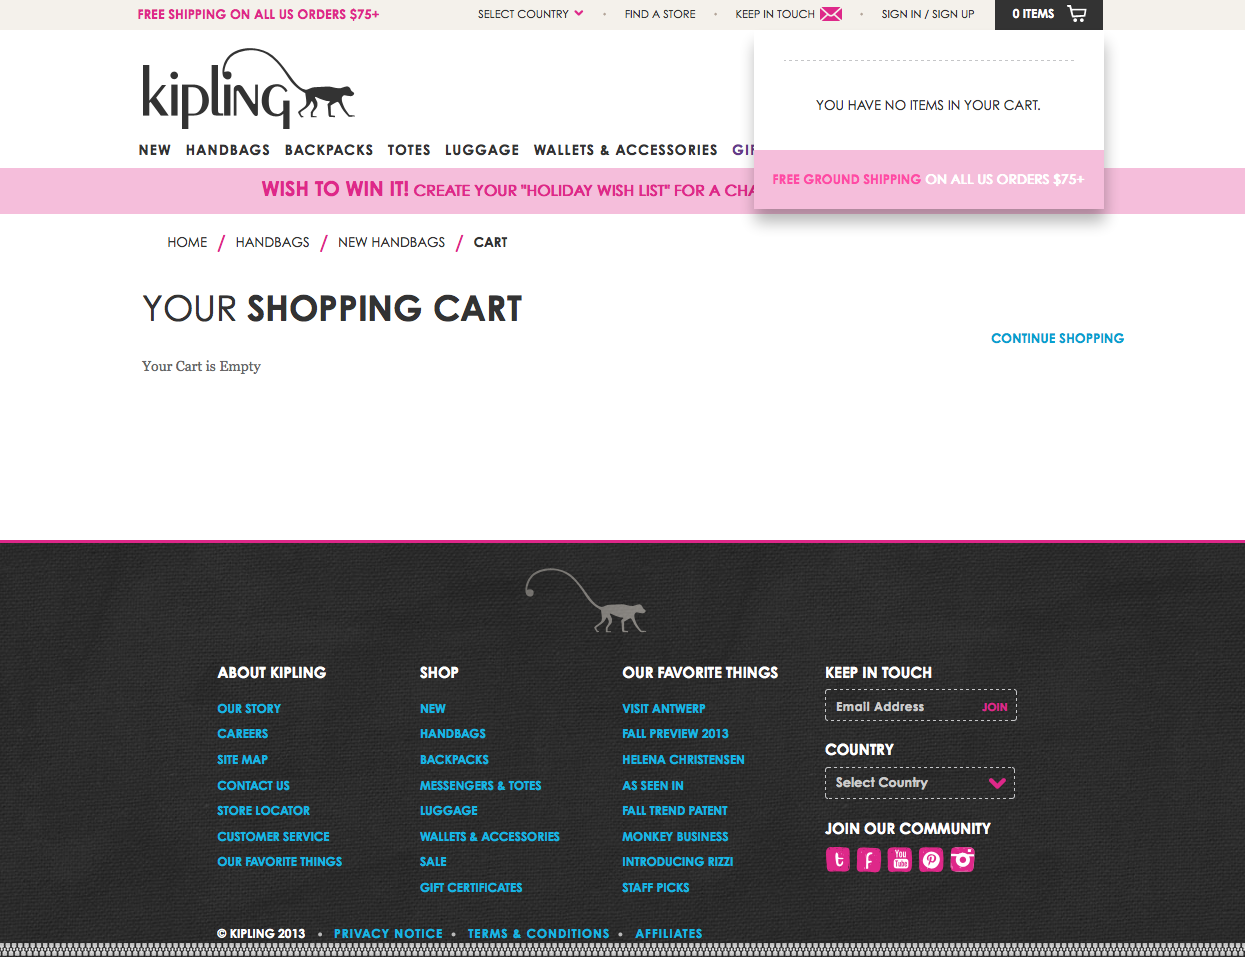 FREE SHIPPING ON ALL US ORDERS $75+
SELECT COUNTRY
FIND A STORE
KEEP IN TOUCH
SIGN IN / SIGN UP
0 ITEMS
kipling
YOU HAVE NO ITEMS IN YOUR CART.
FREE GROUND SHIPPING ON ALL US ORDERS $75+
NEW HANDBAGS BACKPACKS TOTES LUGGAGE WALLETS & ACCESSORIES
WISH TO WIN IT! CREATE YOUR "HOLIDAY WISH LIST" FOR A
HOME / HANDBAGS / NEW HANDBAGS / CART
YOUR SHOPPING CART
CONTINUE SHOPPING
Your Cart is Empty
ABOUT KIPLING
OUR STORY
CAREERS
SITE MAP
CONTACT US
STORE LOCATOR
CUSTOMER SERVICE
OUR FAVORITE THINGS
SHOP
NEW
HANDBAGS
BACKPACKS
MESSENGERS & TOTES
LUGGAGE
WALLETS & ACCESSORIES
SALE
GIFT CERTIFICATES
OUR FAVORITE THINGS
VISIT ANTWERP
FALL PREVIEW 2013
HELENA CHRISTENSEN
AS SEEN IN
FALL TREND PATENT
MONKEY BUSINESS
INTRODUCING RIZZI
STAFF PICKS
KEEP IN TOUCH
Email Address JOIN
COUNTRY
Select Country
JOIN OUR COMMUNITY
You Tube
© KIPLING 2013 • PRIVACY NOTICE • TERMS & CONDITIONS • AFFILIATES